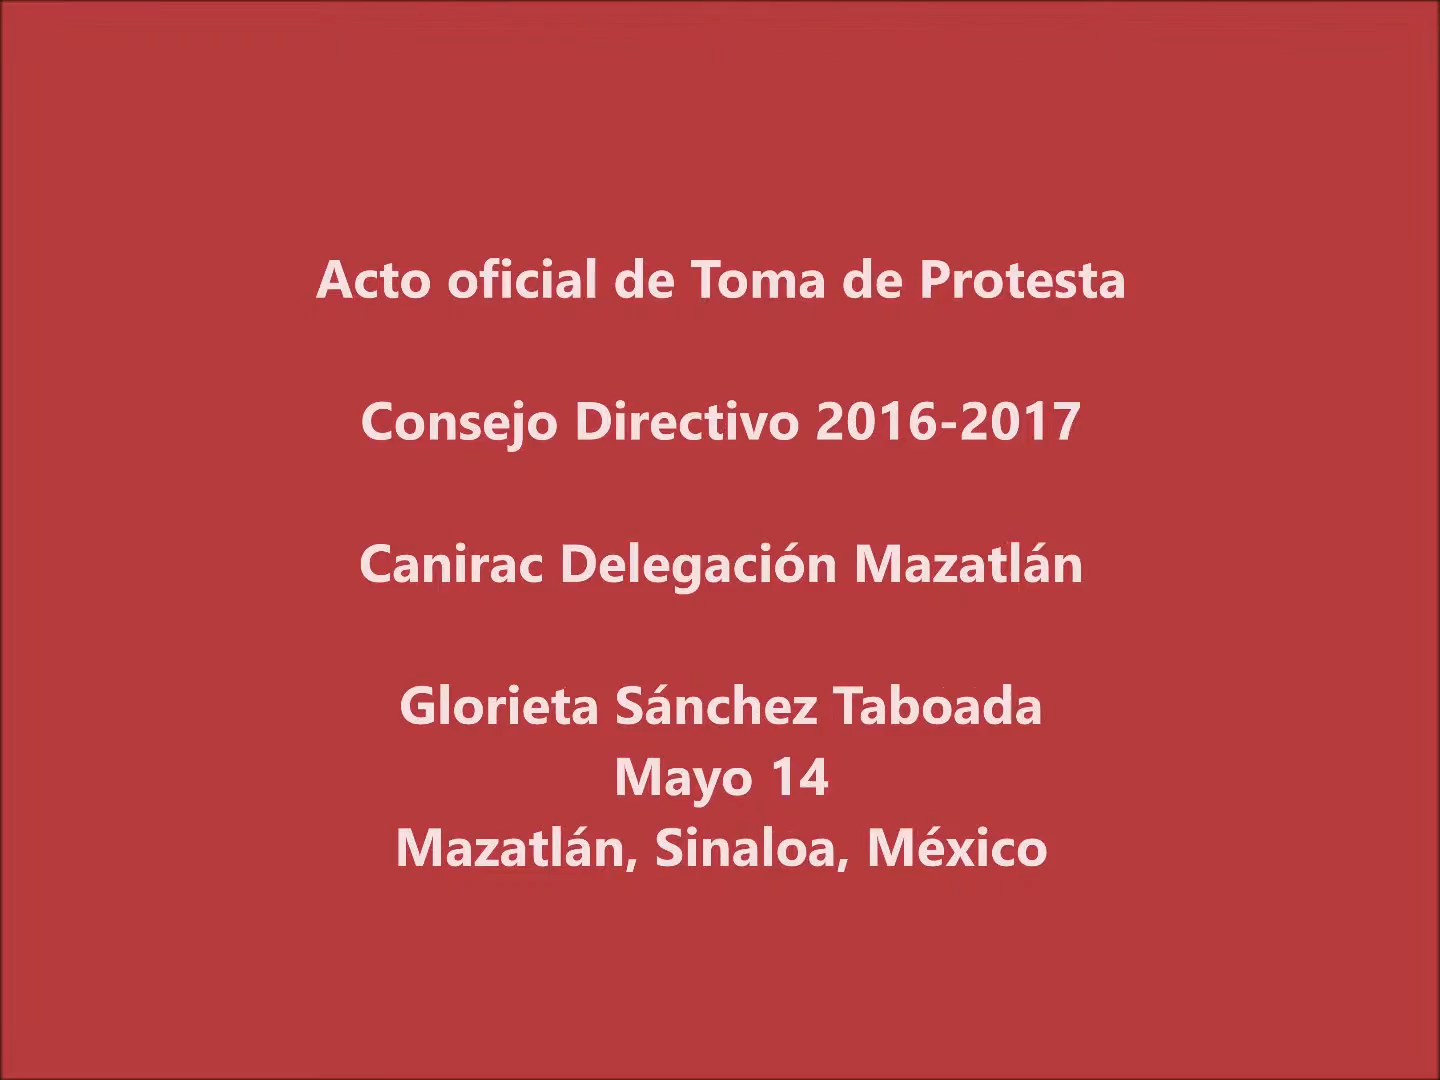 Acto oficial de Toma de Protesta
Consejo Directivo 2016-2017
Canirac Delegación Mazatlán
Glorieta Sánchez Taboada
Mayo 14
Mazatlán, Sinaloa, México